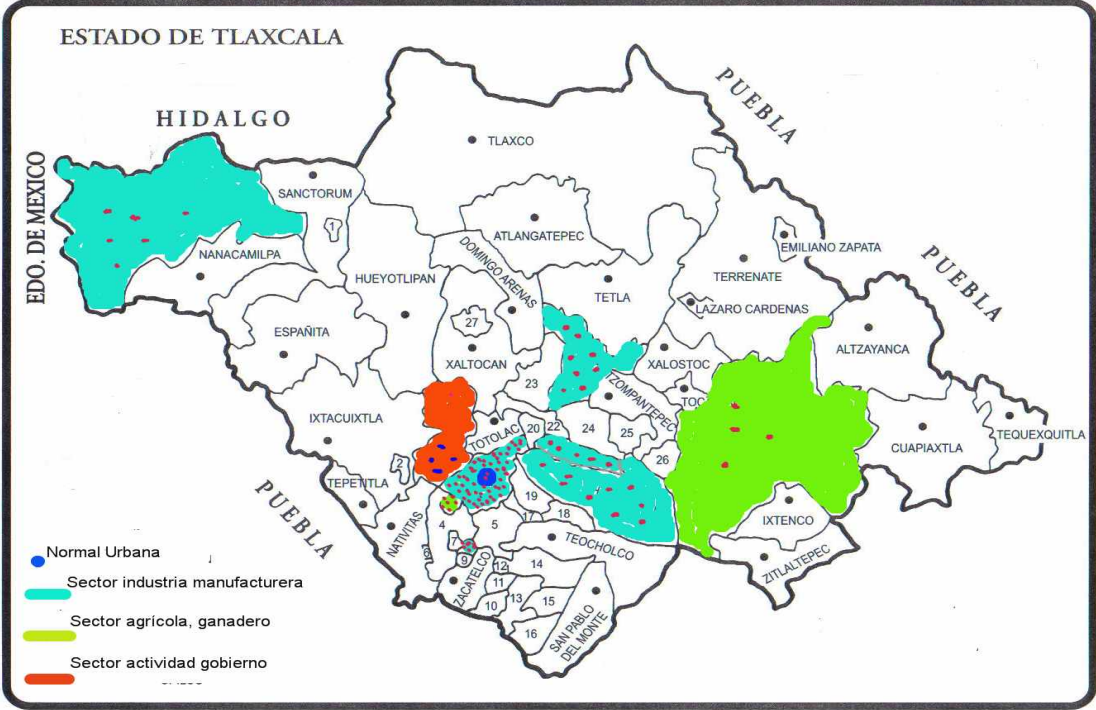 ESTADO DE TLAXCALA
PUEBLA
HIDALGO
TLAXCO
EDO. DE MEXICO
SANCTORUM
1
ATLANGATEPEC
EMILIANO ZAPATA
NANACAMILPA
DOMINGO ARENAS
PUEBLA
HUEYOTLIPAN
TERRENATE
TETLA
LAZARO CARDENAS
27
ESPAÑITA
ALTZAYANCA
XALTOCAN
XALOSTOC
23
TZOMPANTEPEC
TOC
IXTACUIXTLA
TOTOLAC
20
22
24
25
TEQUEXQUITLA
CUAPIAXTLA
26
2
TEPETITLA
PUEBLA
19
NATIVITAS
4
5
17
18
IXTENCO
7
TEOCHOLCO
Normal Urbana
9
12
14
ZITLALTEPEC
ZACATELCO
11
Sector industria manufacturera
10
13
15
Sector agrícola, ganadero
16
SAN PABLO
DEL MONTE
Sector actividad gobierno